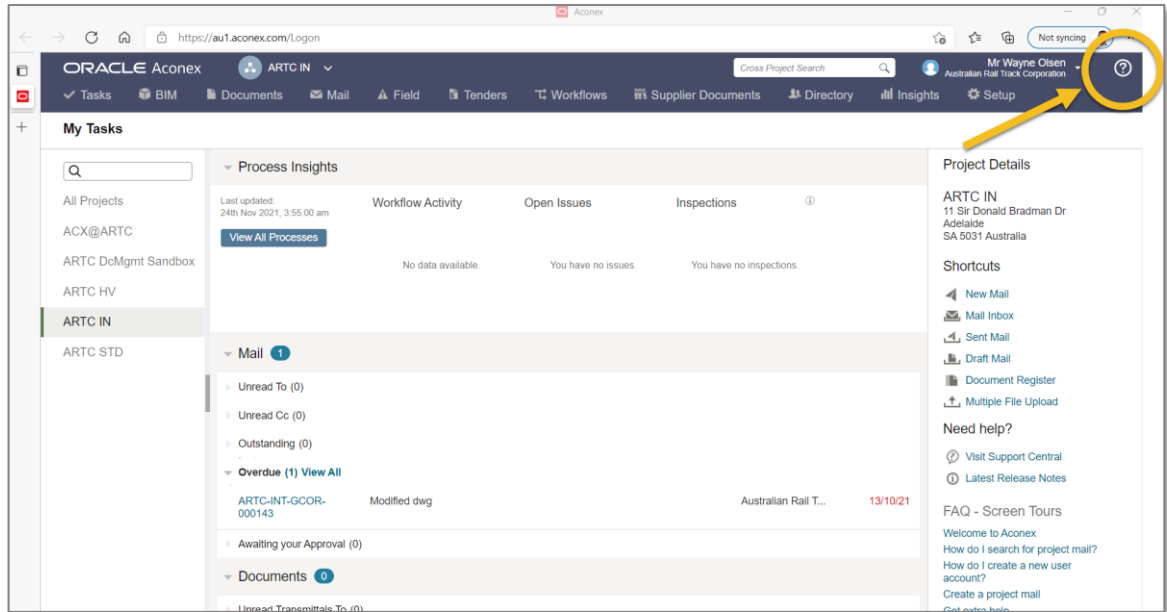 Aconex
https://au1.aconex.com/Logon
Not syncing
ORACLE Aconex
ARTC IN
Cross Project Search
Mr Wayne Olsen
Australian Rail Track Corporation
Tasks
BIM
Documents
Mail
Field
Tenders
Workflows
Supplier Documents
Directory
Insights
Setup
My Tasks
All Projects
ACX@ARTC
ARTC DcMgmt Sandbox
ARTC HV
ARTC IN
ARTC STD
Process Insights
Last updated:
24th Nov 2021, 3:55:00 am
View All Processes
Workflow Activity
No data available.
Open Issues
You have no issues.
Inspections
You have no inspections.
Mail 1
Unread To (0)
Unread Cc (0)
Outstanding (0)
Overdue (1) View All
ARTC-INT-GCOR-
000143
Modified dwg
Australian Rail T...
13/10/21
Awaiting your Approval (0)
Documents 0
Unread Transmittals To (0)
Project Details
ARTC IN
11 Sir Donald Bradman Dr
Adelaide
SA 5031 Australia
Shortcuts
New Mail
Mail Inbox
Sent Mail
Draft Mail
Document Register
Multiple File Upload
Need help?
Visit Support Central
Latest Release Notes
FAQ - Screen Tours
Welcome to Aconex
How do I search for project mail?
How do I create a new user
account?
Create a project mail
Get extra help